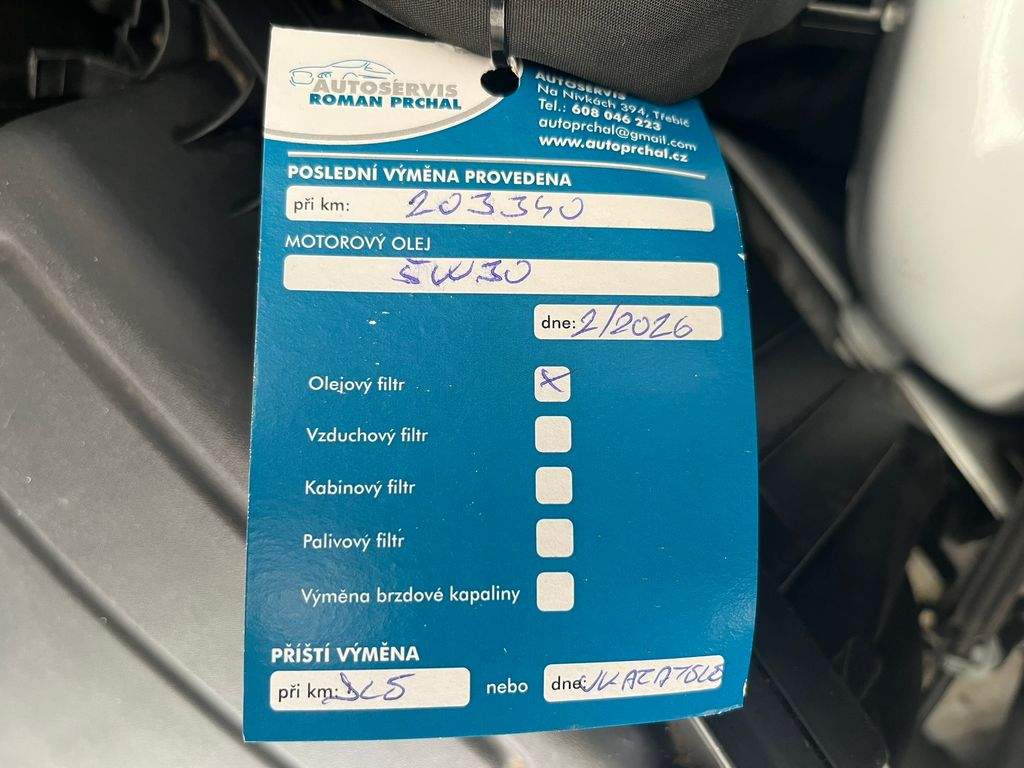 AUTOSERVIS
ROMAN PRCHAL
AUTOSERVIS
Na Nivkách 394, Třebíč
Tel.: 608 046 223
autoprchal@gmail.com
www.autoprchal.cz
POSLEDNÍ VÝMĚNA PROVEDENA
při km: 203340
MOTOROVÝ OLEJ
5W30
dne: 2/2026
Olejový filtr X
Vzduchový filtr
Kabinový filtr
Palivový filtr
Výměna brzdové kapaliny
PŘÍŠTÍ VÝMĚNA
při km: DLE nebo dne: UKAZATELE